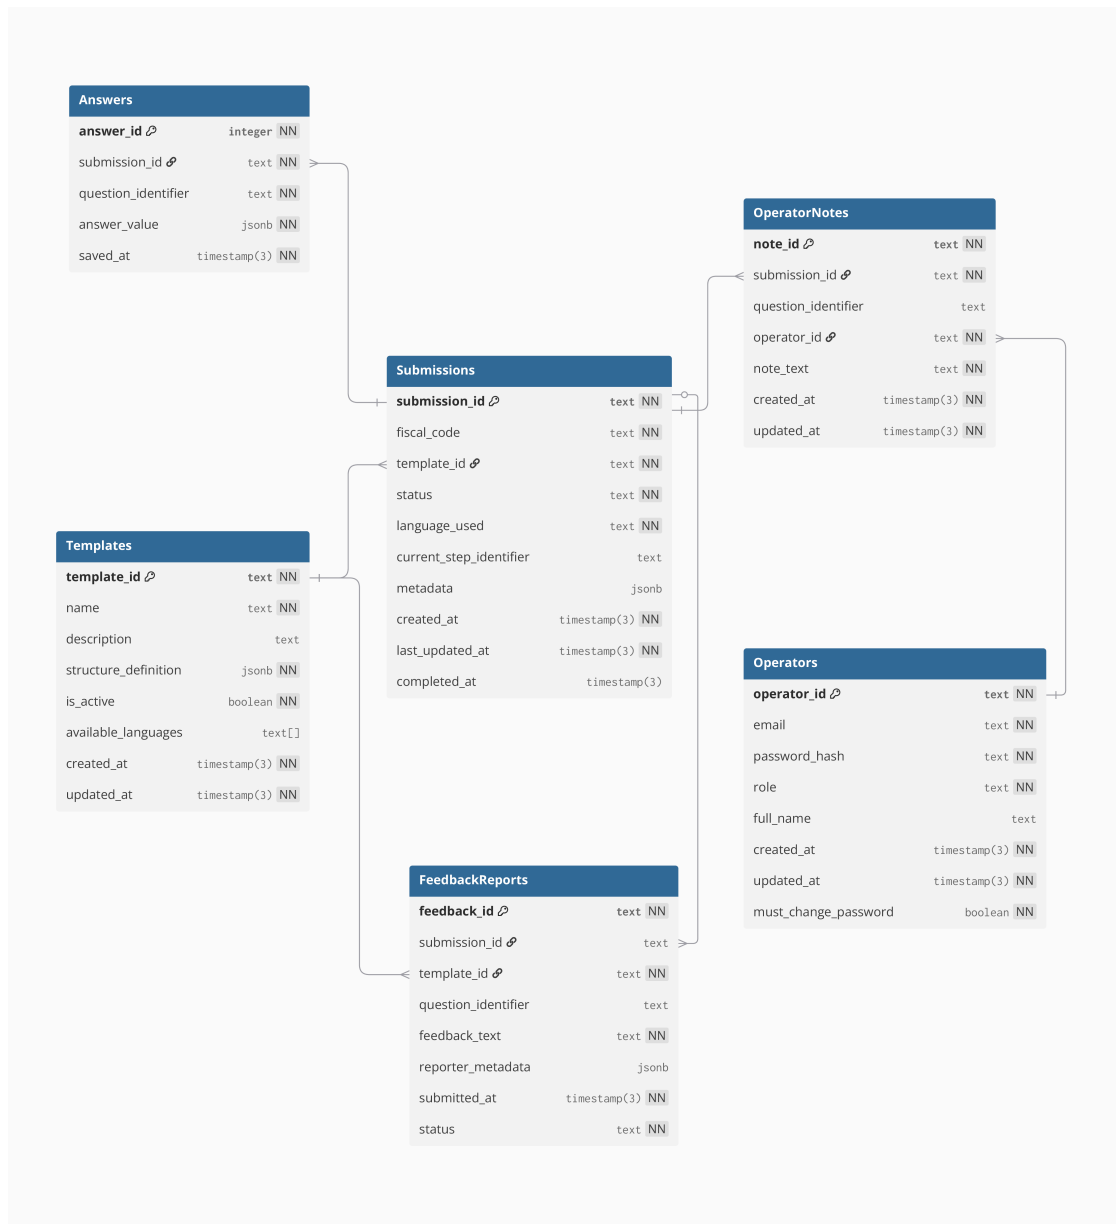 Answers
answer_id integer NN
submission_id text NN
question_identifier text NN
answer_value jsonb NN
saved_at timestamp(3) NN
OperatorNotes
note_id text NN
submission_id text NN
question_identifier text
operator_id text NN
note_text text NN
created_at timestamp(3) NN
updated_at timestamp(3) NN
Submissions
submission_id text NN
fiscal_code text NN
template_id text NN
status text NN
language_used text NN
current_step_identifier text
metadata jsonb
created_at timestamp(3) NN
last_updated_at timestamp(3) NN
completed_at timestamp(3)
Templates
template_id text NN
name text NN
description text
structure_definition jsonb NN
is_active boolean NN
available_languages text[]
created_at timestamp(3) NN
updated_at timestamp(3) NN
Operators
operator_id text NN
email text NN
password_hash text NN
role text NN
full_name text
created_at timestamp(3) NN
updated_at timestamp(3) NN
must_change_password boolean NN
FeedbackReports
feedback_id text NN
submission_id text
template_id text NN
question_identifier text
feedback_text text NN
reporter_metadata jsonb
submitted_at timestamp(3) NN
status text NN